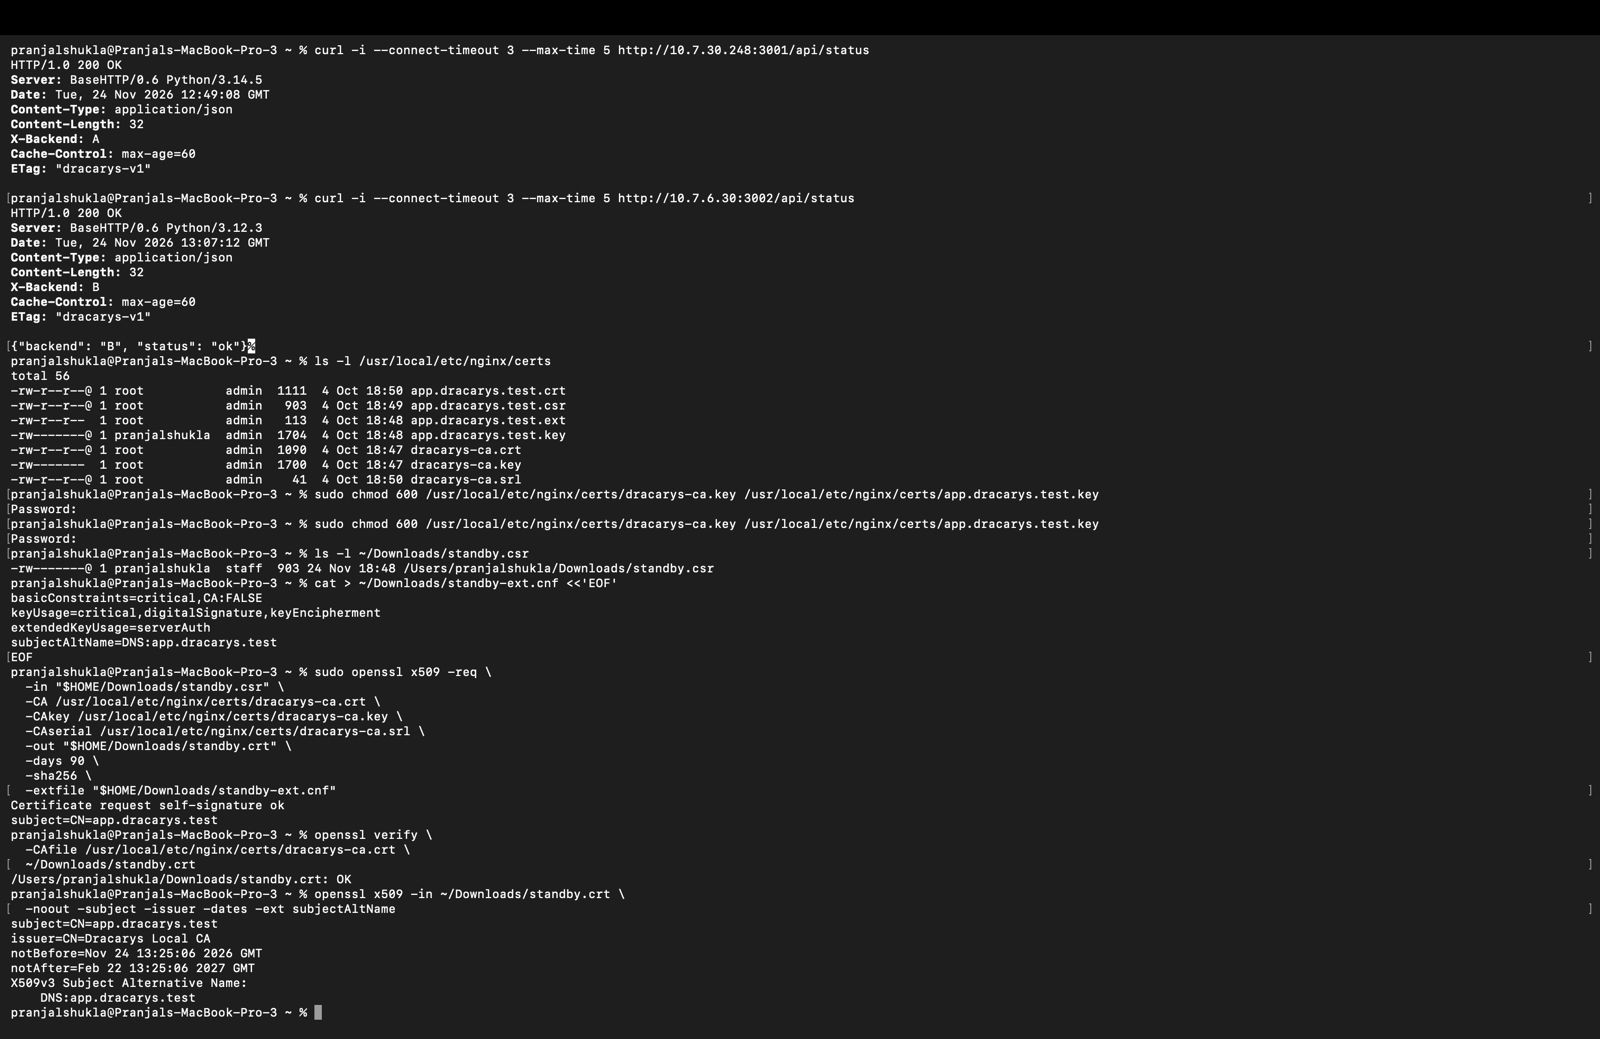 pranjalshukla@Pranjals-MacBook-Pro-3 ~ % curl -i --connect-timeout 3 --max-time 5 http://10.7.30.248:3001/api/status
HTTP/1.0 200 OK
Server: BaseHTTP/0.6 Python/3.14.5
Date: Tue, 24 Nov 2026 12:49:08 GMT
Content-Type: application/json
Content-Length: 32
X-Backend: A
Cache-Control: max-age=60
ETag: "dracarys-v1"

[pranjalshukla@Pranjals-MacBook-Pro-3 ~ % curl -i --connect-timeout 3 --max-time 5 http://10.7.6.30:3002/api/status ]
HTTP/1.0 200 OK
Server: BaseHTTP/0.6 Python/3.12.3
Date: Tue, 24 Nov 2026 13:07:12 GMT
Content-Type: application/json
Content-Length: 32
X-Backend: B
Cache-Control: max-age=60
ETag: "dracarys-v1"

[{"backend": "B", "status": "ok"}% ]
pranjalshukla@Pranjals-MacBook-Pro-3 ~ % ls -l /usr/local/etc/nginx/certs
total 56
-rw-r--r--@ 1 root           admin  1111  4 Oct 18:50 app.dracarys.test.crt
-rw-r--r--@ 1 root           admin   903  4 Oct 18:49 app.dracarys.test.csr
-rw-r--r--  1 root           admin   113  4 Oct 18:48 app.dracarys.test.ext
-rw-------@ 1 pranjalshukla  admin  1704  4 Oct 18:48 app.dracarys.test.key
-rw-r--r--@ 1 root           admin  1090  4 Oct 18:47 dracarys-ca.crt
-rw-------  1 root           admin  1700  4 Oct 18:47 dracarys-ca.key
-rw-r--r--@ 1 root           admin    41  4 Oct 18:50 dracarys-ca.srl
[pranjalshukla@Pranjals-MacBook-Pro-3 ~ % sudo chmod 600 /usr/local/etc/nginx/certs/dracarys-ca.key /usr/local/etc/nginx/certs/app.dracarys.test.key ]
[Password: ]
[pranjalshukla@Pranjals-MacBook-Pro-3 ~ % sudo chmod 600 /usr/local/etc/nginx/certs/dracarys-ca.key /usr/local/etc/nginx/certs/app.dracarys.test.key ]
[Password: ]
[pranjalshukla@Pranjals-MacBook-Pro-3 ~ % ls -l ~/Downloads/standby.csr ]
-rw-------@ 1 pranjalshukla  staff  903 24 Nov 18:48 /Users/pranjalshukla/Downloads/standby.csr
pranjalshukla@Pranjals-MacBook-Pro-3 ~ % cat > ~/Downloads/standby-ext.cnf <<'EOF'
basicConstraints=critical,CA:FALSE
keyUsage=critical,digitalSignature,keyEncipherment
extendedKeyUsage=serverAuth
subjectAltName=DNS:app.dracarys.test
[EOF ]
pranjalshukla@Pranjals-MacBook-Pro-3 ~ % sudo openssl x509 -req \
  -in "$HOME/Downloads/standby.csr" \
  -CA /usr/local/etc/nginx/certs/dracarys-ca.crt \
  -CAkey /usr/local/etc/nginx/certs/dracarys-ca.key \
  -CAserial /usr/local/etc/nginx/certs/dracarys-ca.srl \
  -out "$HOME/Downloads/standby.crt" \
  -days 90 \
  -sha256 \
[  -extfile "$HOME/Downloads/standby-ext.cnf" ]
Certificate request self-signature ok
subject=CN=app.dracarys.test
pranjalshukla@Pranjals-MacBook-Pro-3 ~ % openssl verify \
  -CAfile /usr/local/etc/nginx/certs/dracarys-ca.crt \
[  ~/Downloads/standby.crt ]
/Users/pranjalshukla/Downloads/standby.crt: OK
pranjalshukla@Pranjals-MacBook-Pro-3 ~ % openssl x509 -in ~/Downloads/standby.crt \
[  -noout -subject -issuer -dates -ext subjectAltName ]
subject=CN=app.dracarys.test
issuer=CN=Dracarys Local CA
notBefore=Nov 24 13:25:06 2026 GMT
notAfter=Feb 22 13:25:06 2027 GMT
X509v3 Subject Alternative Name:
    DNS:app.dracarys.test
pranjalshukla@Pranjals-MacBook-Pro-3 ~ %